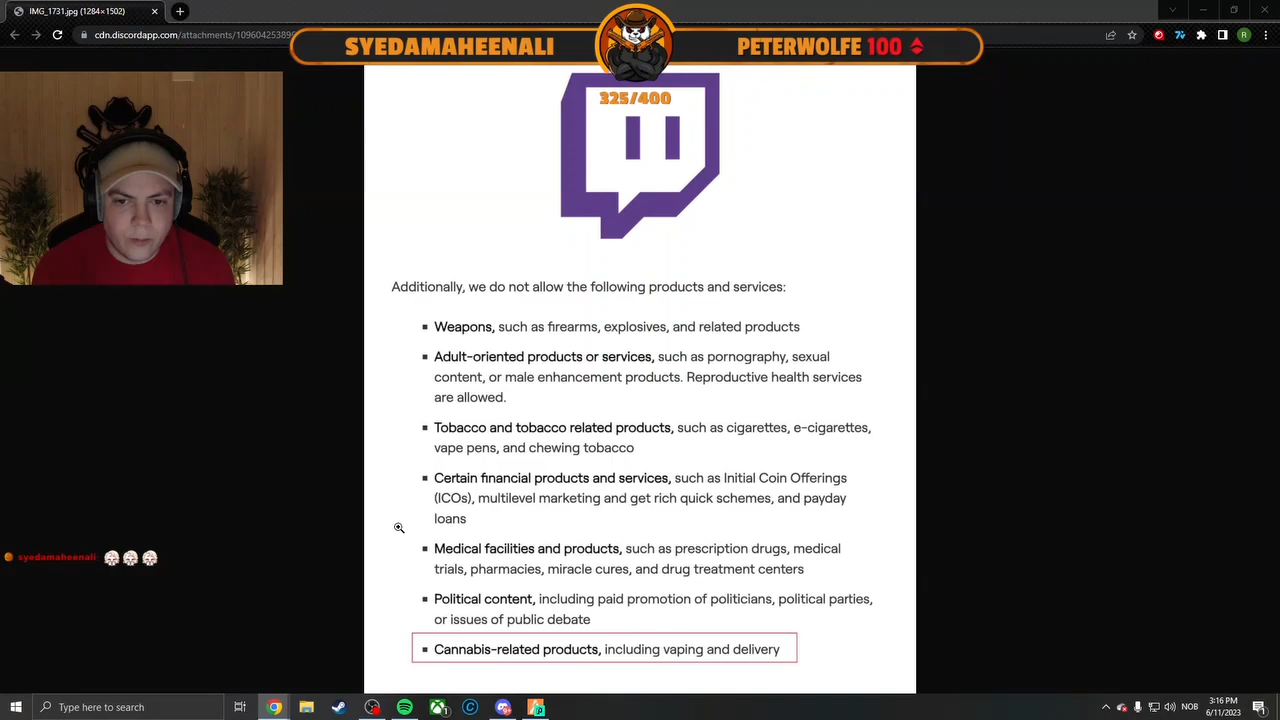 IMG_1731.jpg (1284×1502)
cdn.discordapp.com/attachments/109604253895
SYEDAMAHEENALI
PETERWOLFE 100
325/400
Additionally, we do not allow the following products and services:
Weapons, such as firearms, explosives, and related products
Adult-oriented products or services, such as pornography, sexual
content, or male enhancement products. Reproductive health services
are allowed.
Tobacco and tobacco related products, such as cigarettes, e-cigarettes,
vape pens, and chewing tobacco
Certain financial products and services, such as Initial Coin Offerings
(ICOs), multilevel marketing and get rich quick schemes, and payday
loans
syedamaheenali
Medical facilities and products, such as prescription drugs, medical
trials, pharmacies, miracle cures, and drug treatment centers
Political content, including paid promotion of politicians, political parties,
or issues of public debate
Cannabis-related products, including vaping and delivery
Type here to search
NOB
3:16 PM
6/11/2023